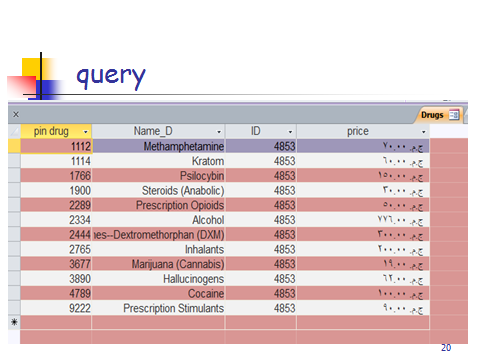 query
Drugs
pin drug Name_D ID price
1112 Methamphetamine 4853 ج.م. ٧٠.٠٠
1114 Kratom 4853 ج.م. ٦٠.٠٠
1766 Psilocybin 4853 ج.م. ١٥٠.٠٠
1900 Steroids (Anabolic) 4853 ج.م. ٣٠.٠٠
2289 Prescription Opioids 4853 ج.م. ٥٠.٠٠
2334 Alcohol 4853 ج.م. ٧٧٦.٠٠
2444 nes--Dextromethorphan (DXM) 4853 ج.م. ٣٠٠.٠٠
2765 Inhalants 4853 ج.م. ٢٠٠.٠٠
3677 Marijuana (Cannabis) 4853 ج.م. ١٩.٠٠
3890 Hallucinogens 4853 ج.م. ٦٢.٠٠
4789 Cocaine 4853 ج.م. ١٠٠.٠٠
9222 Prescription Stimulants 4853 ج.م. ٩٠.٠٠
20